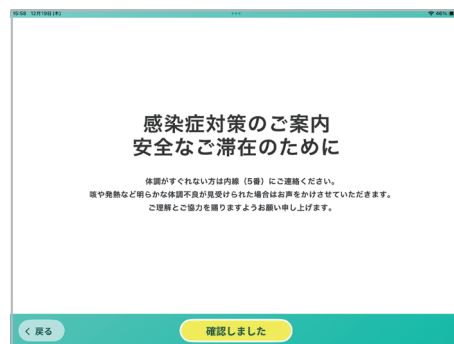 15:58 12月19日(木)
46%
感染症対策のご案内
安全なご滞在のために
体調がすぐれない方は内線（5番）にご連絡ください。
咳や発熱など明らかな体調不良が見受けられた場合はお声をかけさせていただきます。
ご理解とご協力を賜りますようお願い申し上げます。
< 戻る
確認しました